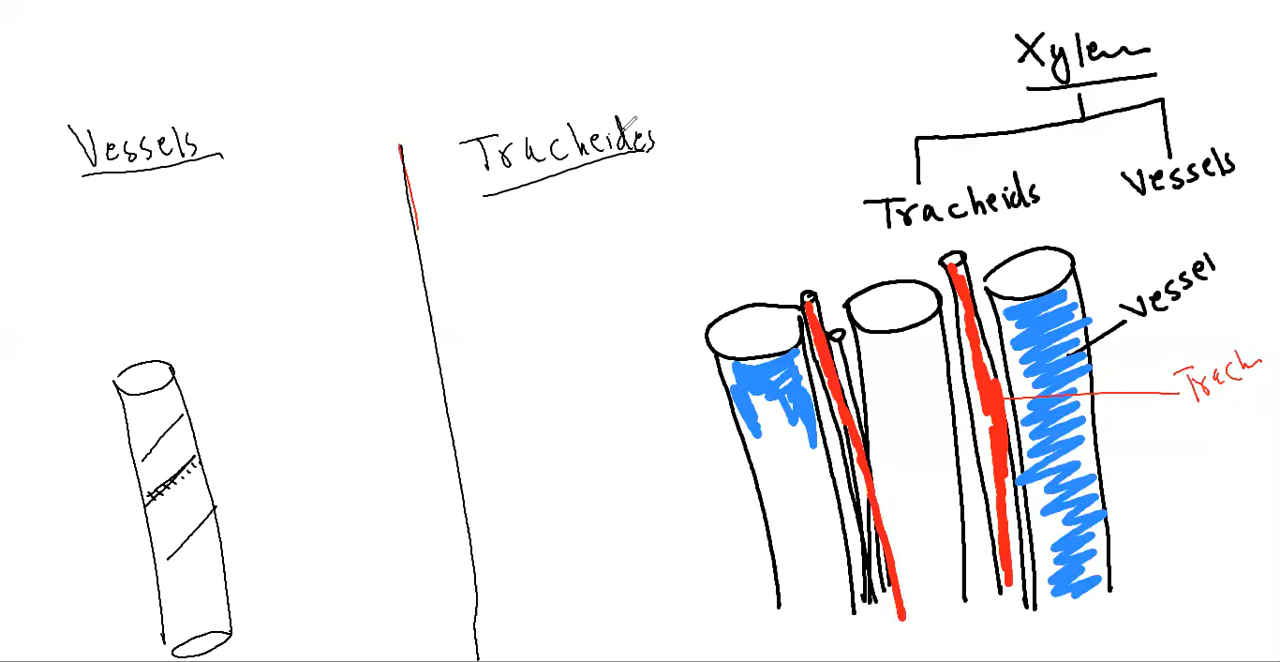 Vessels
Tracheides
Xylem
Tracheids
Vessels
Vessel
Trach